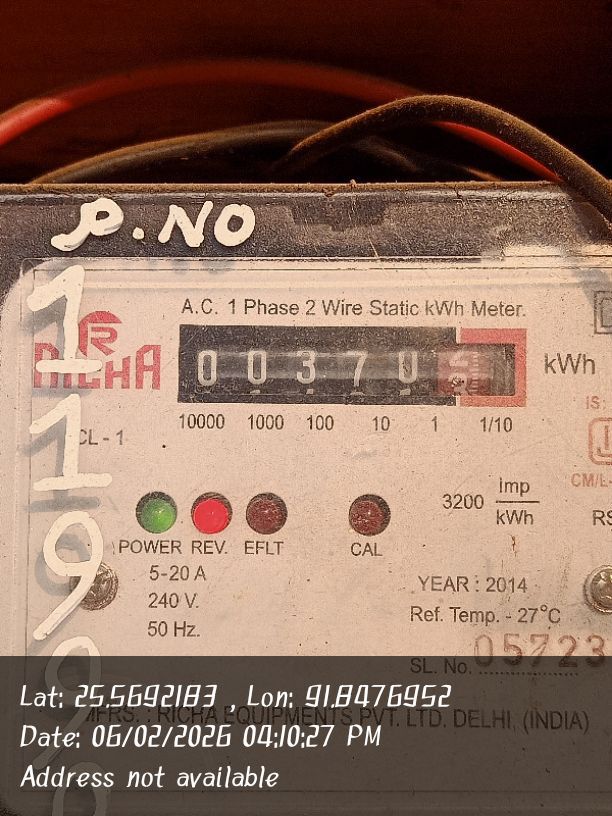 P.NO
1
1
9
9
A.C. 1 Phase 2 Wire Static kWh Meter.
RICHA
0 0 3 7 0 kWh
10000 1000 100 10 1 1/10
CL - 1
IS :
CM/L-
3200 imp/kWh
POWER REV. EFLT CAL
5-20 A
240 V.
50 Hz.
YEAR : 2014
Ref. Temp. - 27°C
SL. No. 05723
MFRS. : RICHA EQUIPMENTS PVT. LTD. DELHI, (INDIA)
Lat: 25.5692183 , Lon: 91.8476952
Date: 06/02/2026 04:10:27 PM
Address not available